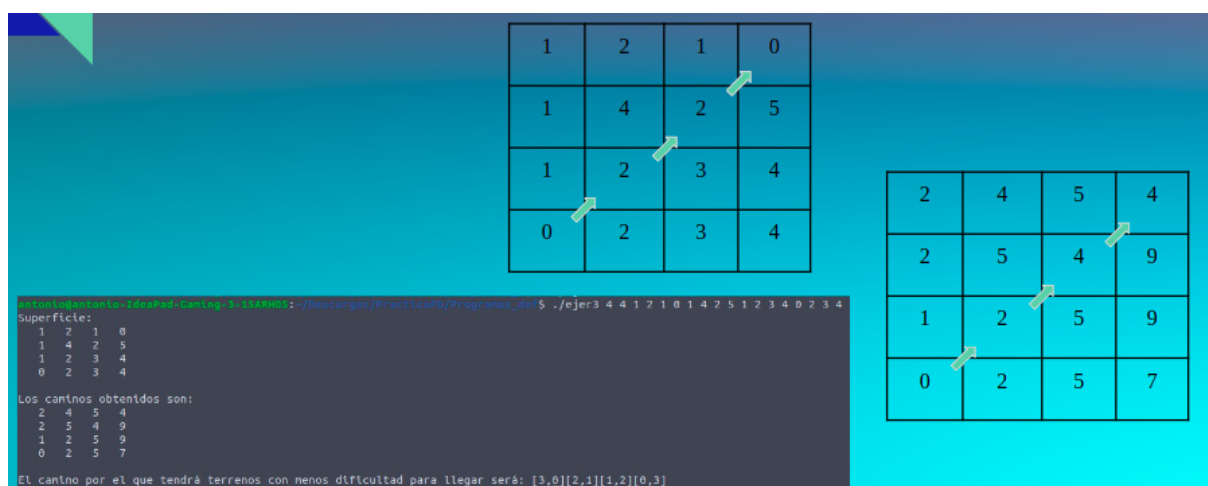 1 2 1 0
1 4 2 5
1 2 3 4
0 2 3 4
2 4 5 4
2 5 4 9
1 2 5 9
0 2 5 7
antonio@antonio-IdeaPad-Gaming-3-15ARH05:~/Descargas/PracticaPD/Programa_def$ ./ejer3 4 4 1 2 1 0 1 4 2 5 1 2 3 4 0 2 3 4
Superficie:
1 2 1 0
1 4 2 5
1 2 3 4
0 2 3 4
Los caminos obtenidos son:
2 4 5 4
2 5 4 9
1 2 5 9
0 2 5 7
El camino por el que tendrá terrenos con menos dificultad para llegar será: [3,0][2,1][1,2][0,3]